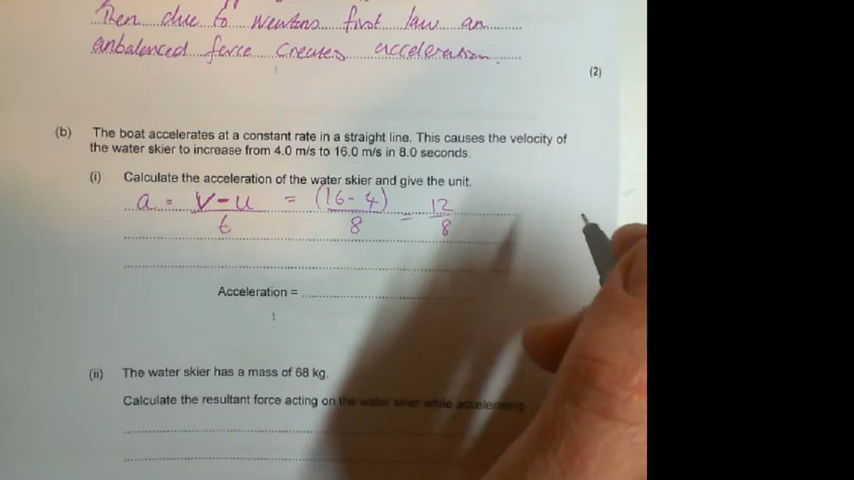 Then due to Newtons first law an
unbalanced force creates acceleration.
(2)
(b) The boat accelerates at a constant rate in a straight line. This causes the velocity of
the water skier to increase from 4.0 m/s to 16.0 m/s in 8.0 seconds.
(i) Calculate the acceleration of the water skier and give the unit.
a = v-u = (16-4) = 12
t 8 8
Acceleration =
(ii) The water skier has a mass of 68 kg.
Calculate the resultant force acting on the water skier while accelerating